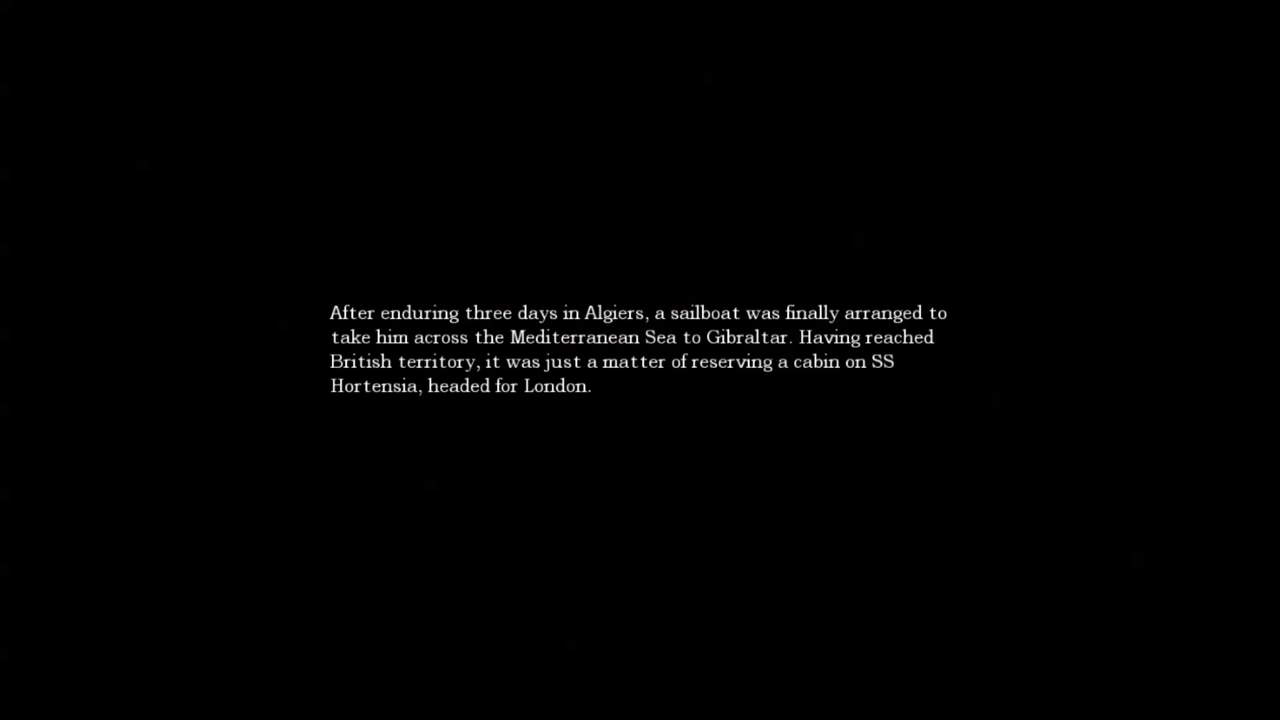 After enduring three days in Algiers, a sailboat was finally arranged to
take him across the Mediterranean Sea to Gibraltar. Having reached
British territory, it was just a matter of reserving a cabin on SS
Hortensia, headed for London.